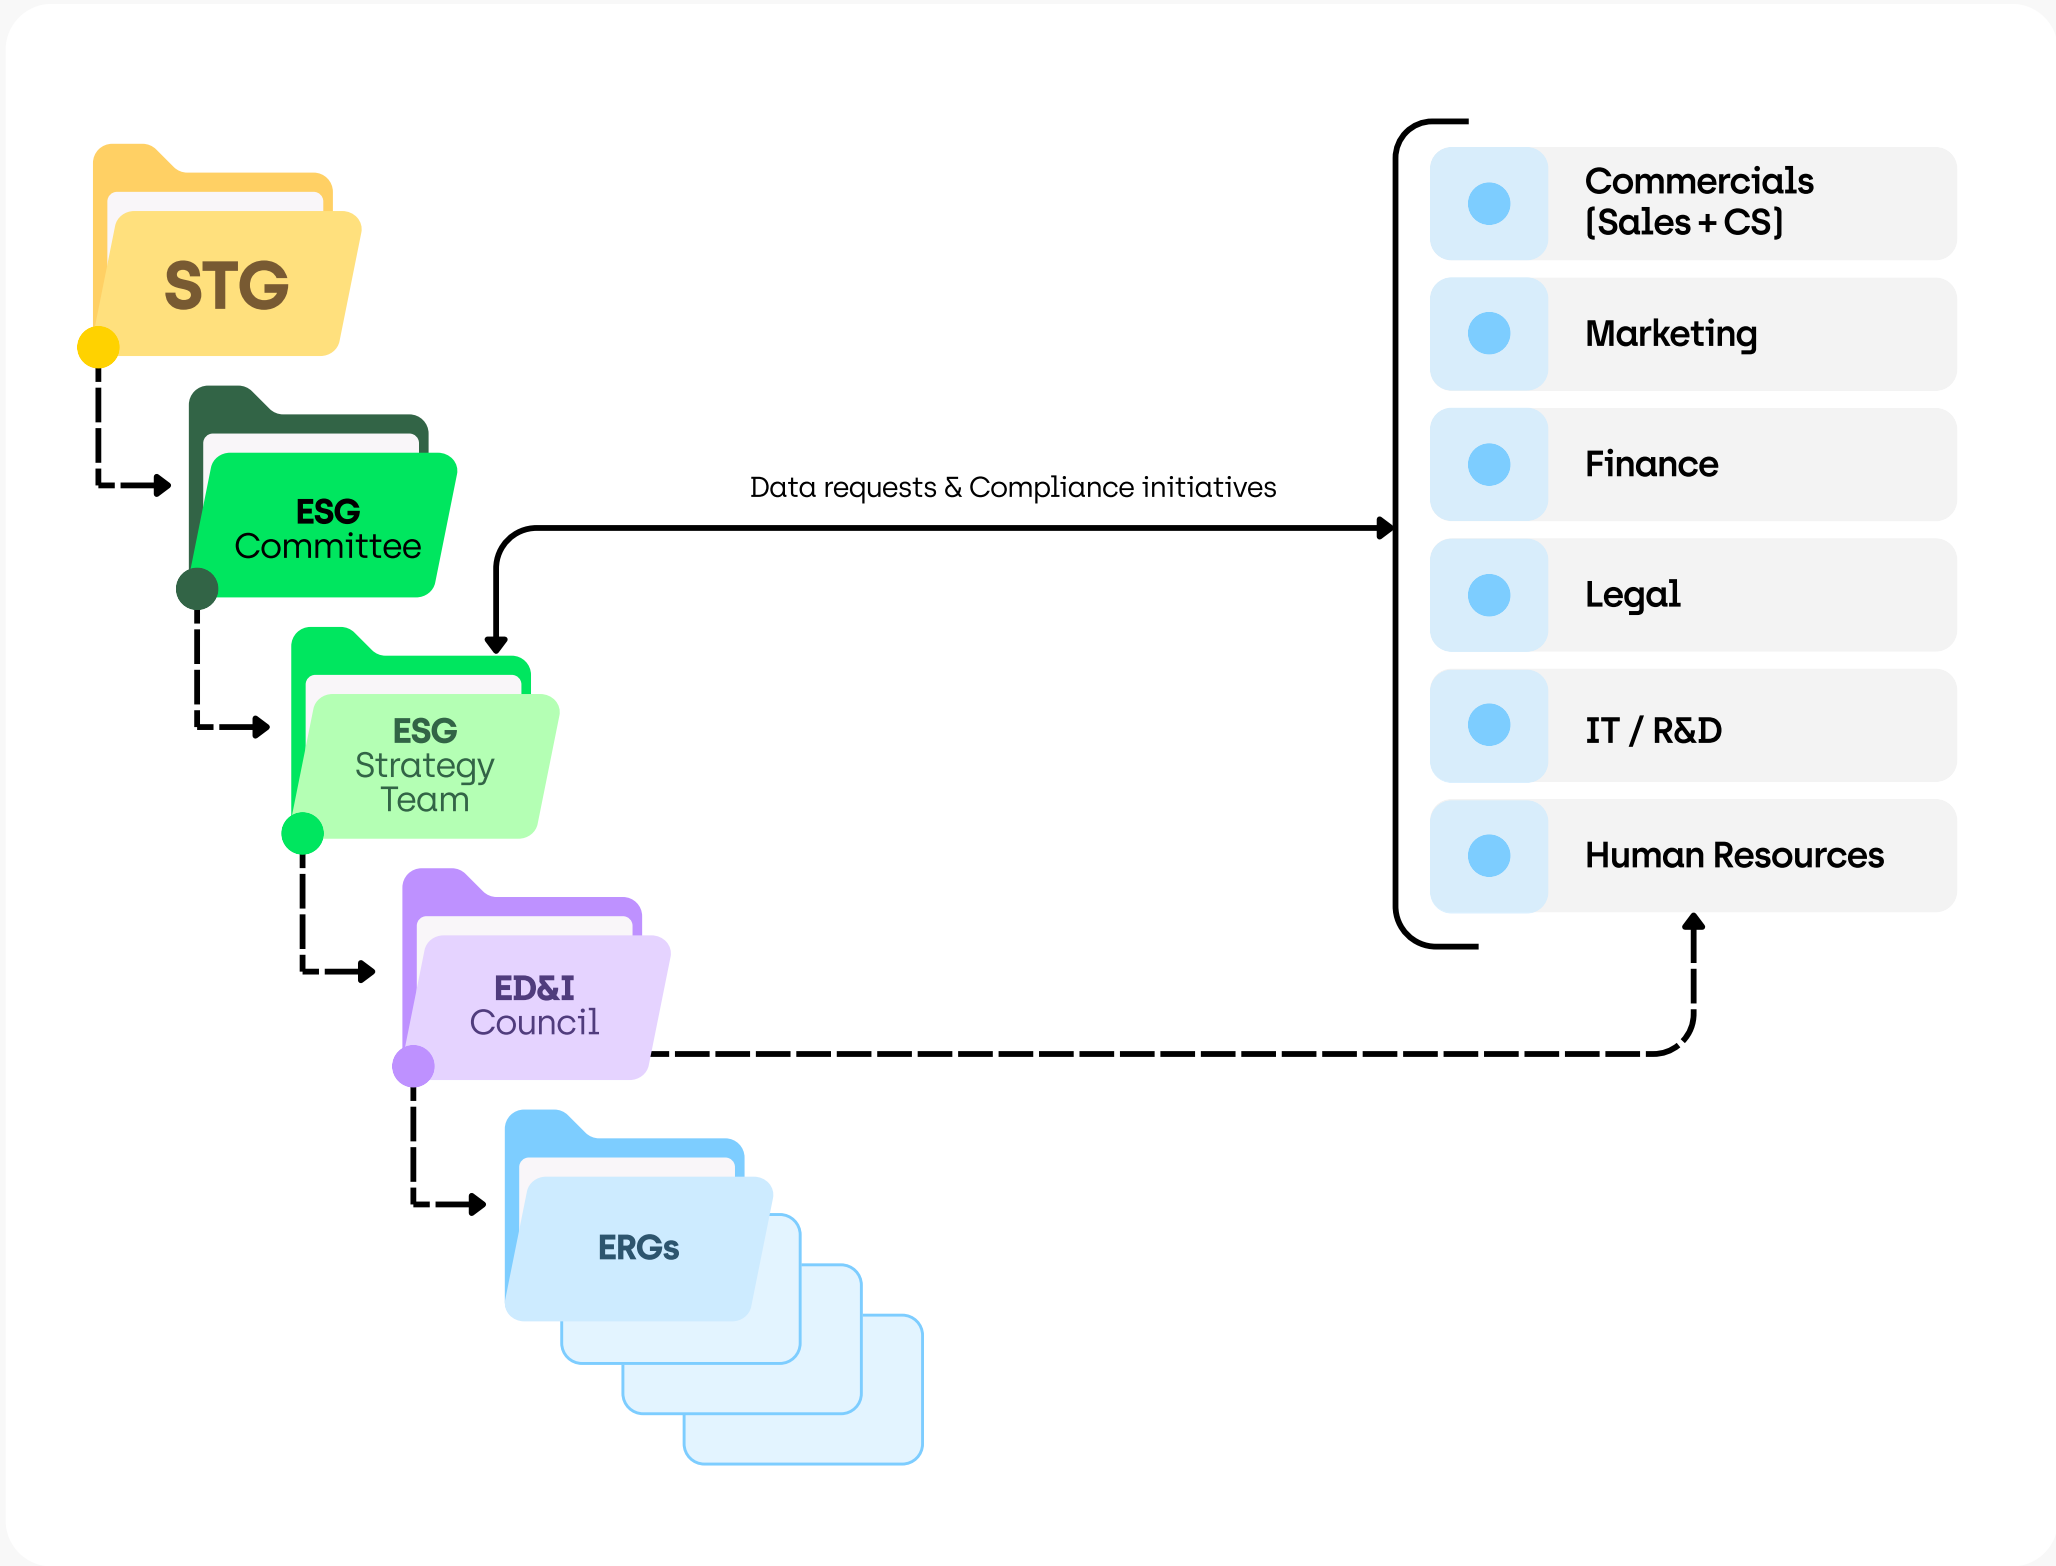 STG
ESG
Committee
Data requests & Compliance initiatives
ESG
Strategy
Team
ED&I
Council
ERGs
Commercials
(Sales + CS)
Marketing
Finance
Legal
IT / R&D
Human Resources